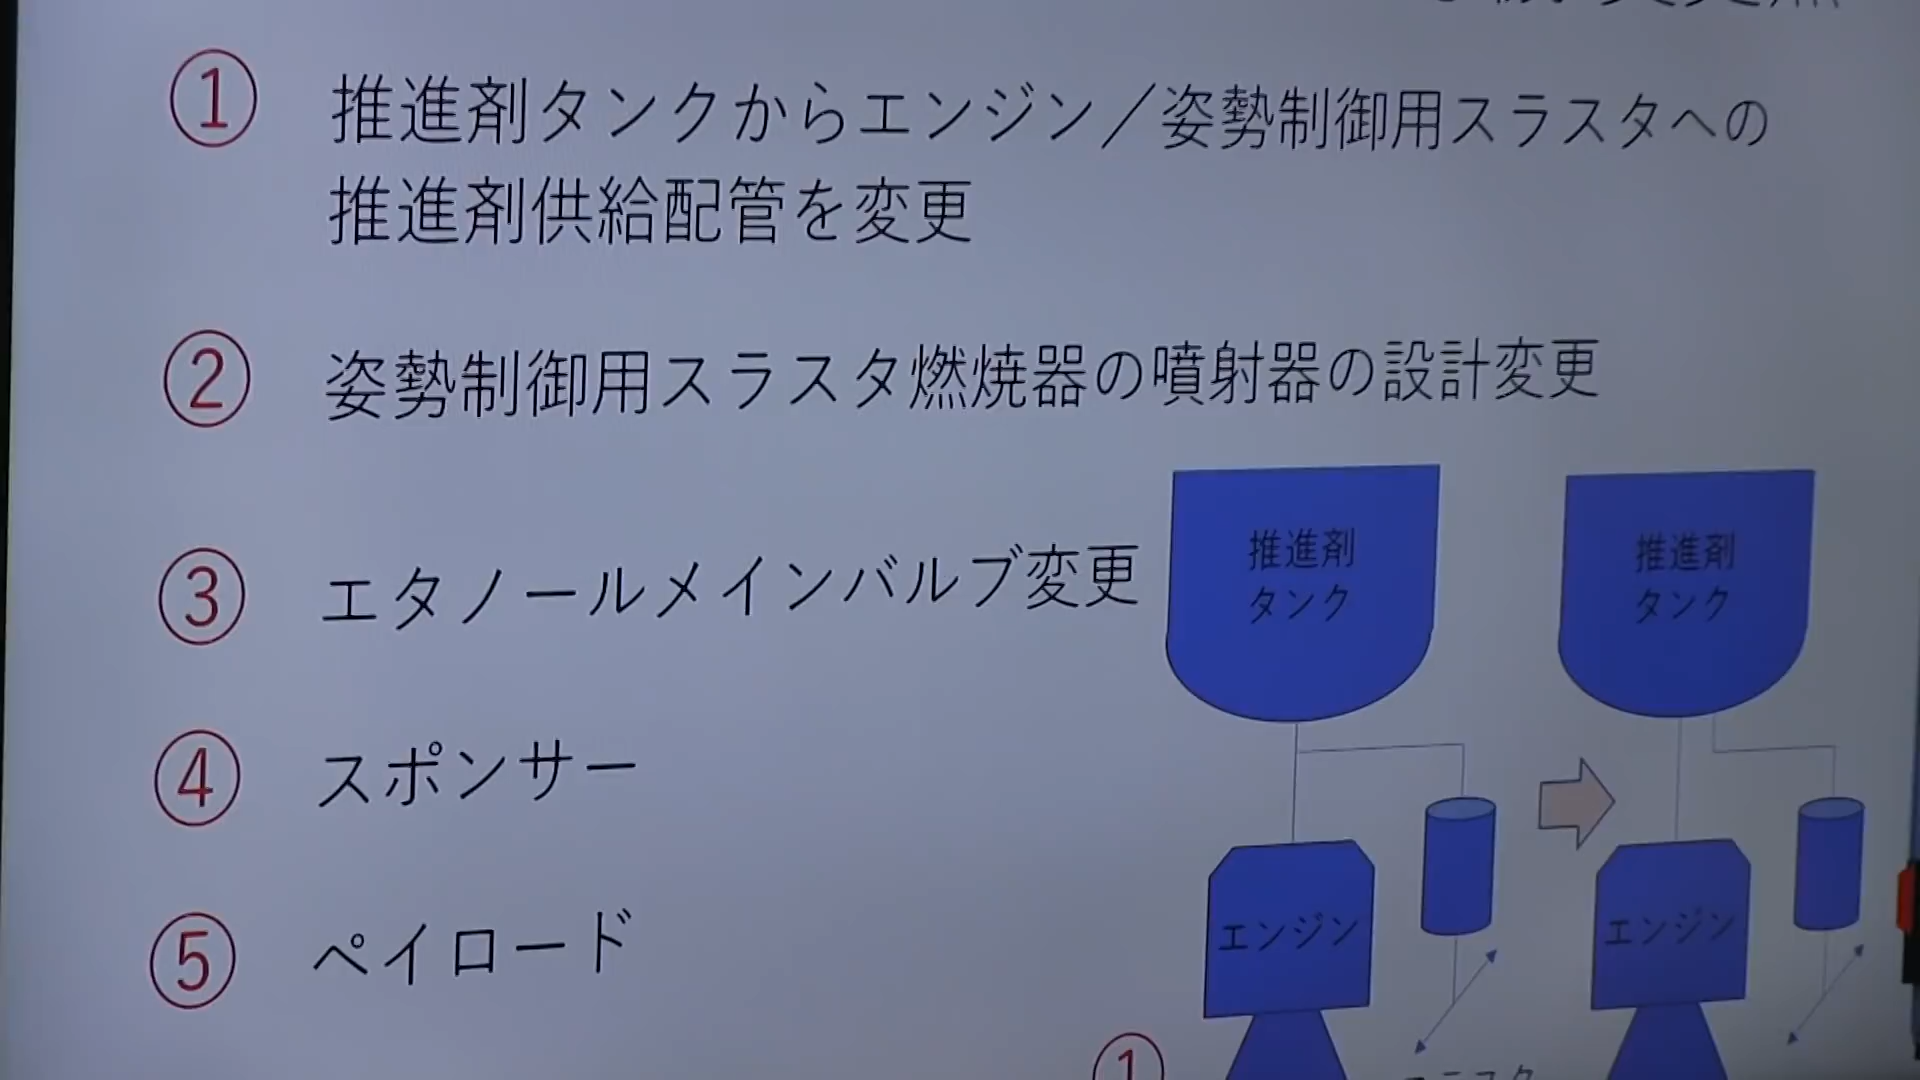 ① 推進剤タンクからエンジン／姿勢制御用スラスタへの
推進剤供給配管を変更
② 姿勢制御用スラスタ燃焼器の噴射器の設計変更
③ エタノールメインバルブ変更
④ スポンサー
⑤ ペイロード
推進剤
タンク
推進剤
タンク
エンジン
エンジン
①